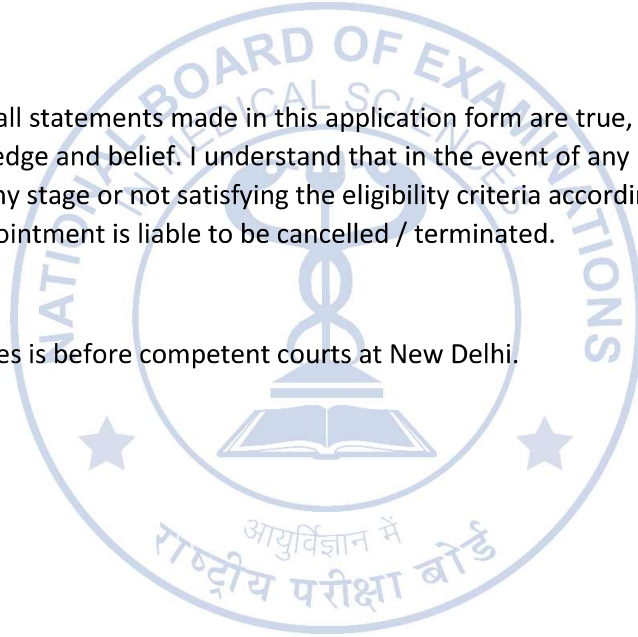 NATIONAL BOARD OF EXAMINATIONS
IN MEDICAL SCIENCES
all statements made in this application form are true,
edge and belief. I understand that in the event of any
ny stage or not satisfying the eligibility criteria accordin
ointment is liable to be cancelled / terminated.
es is before competent courts at New Delhi.
आयुर्विज्ञान में
राष्ट्रीय परीक्षा बोर्ड